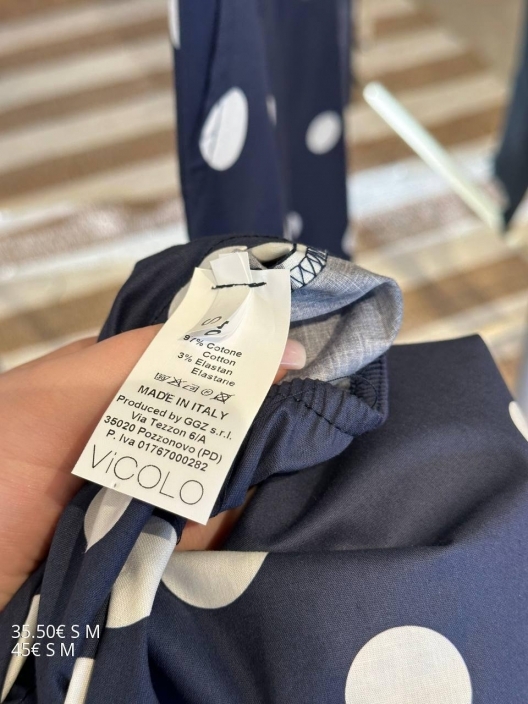 97% Cotone
Cotton
3% Elastan
Elastane
MADE IN ITALY
Produced by GGZ s.r.l.
Via Tezzon 6/A
35020 Pozzonovo (PD)
P. Iva 01767000282
ViCOLO
35.50€ S M
45€ S M